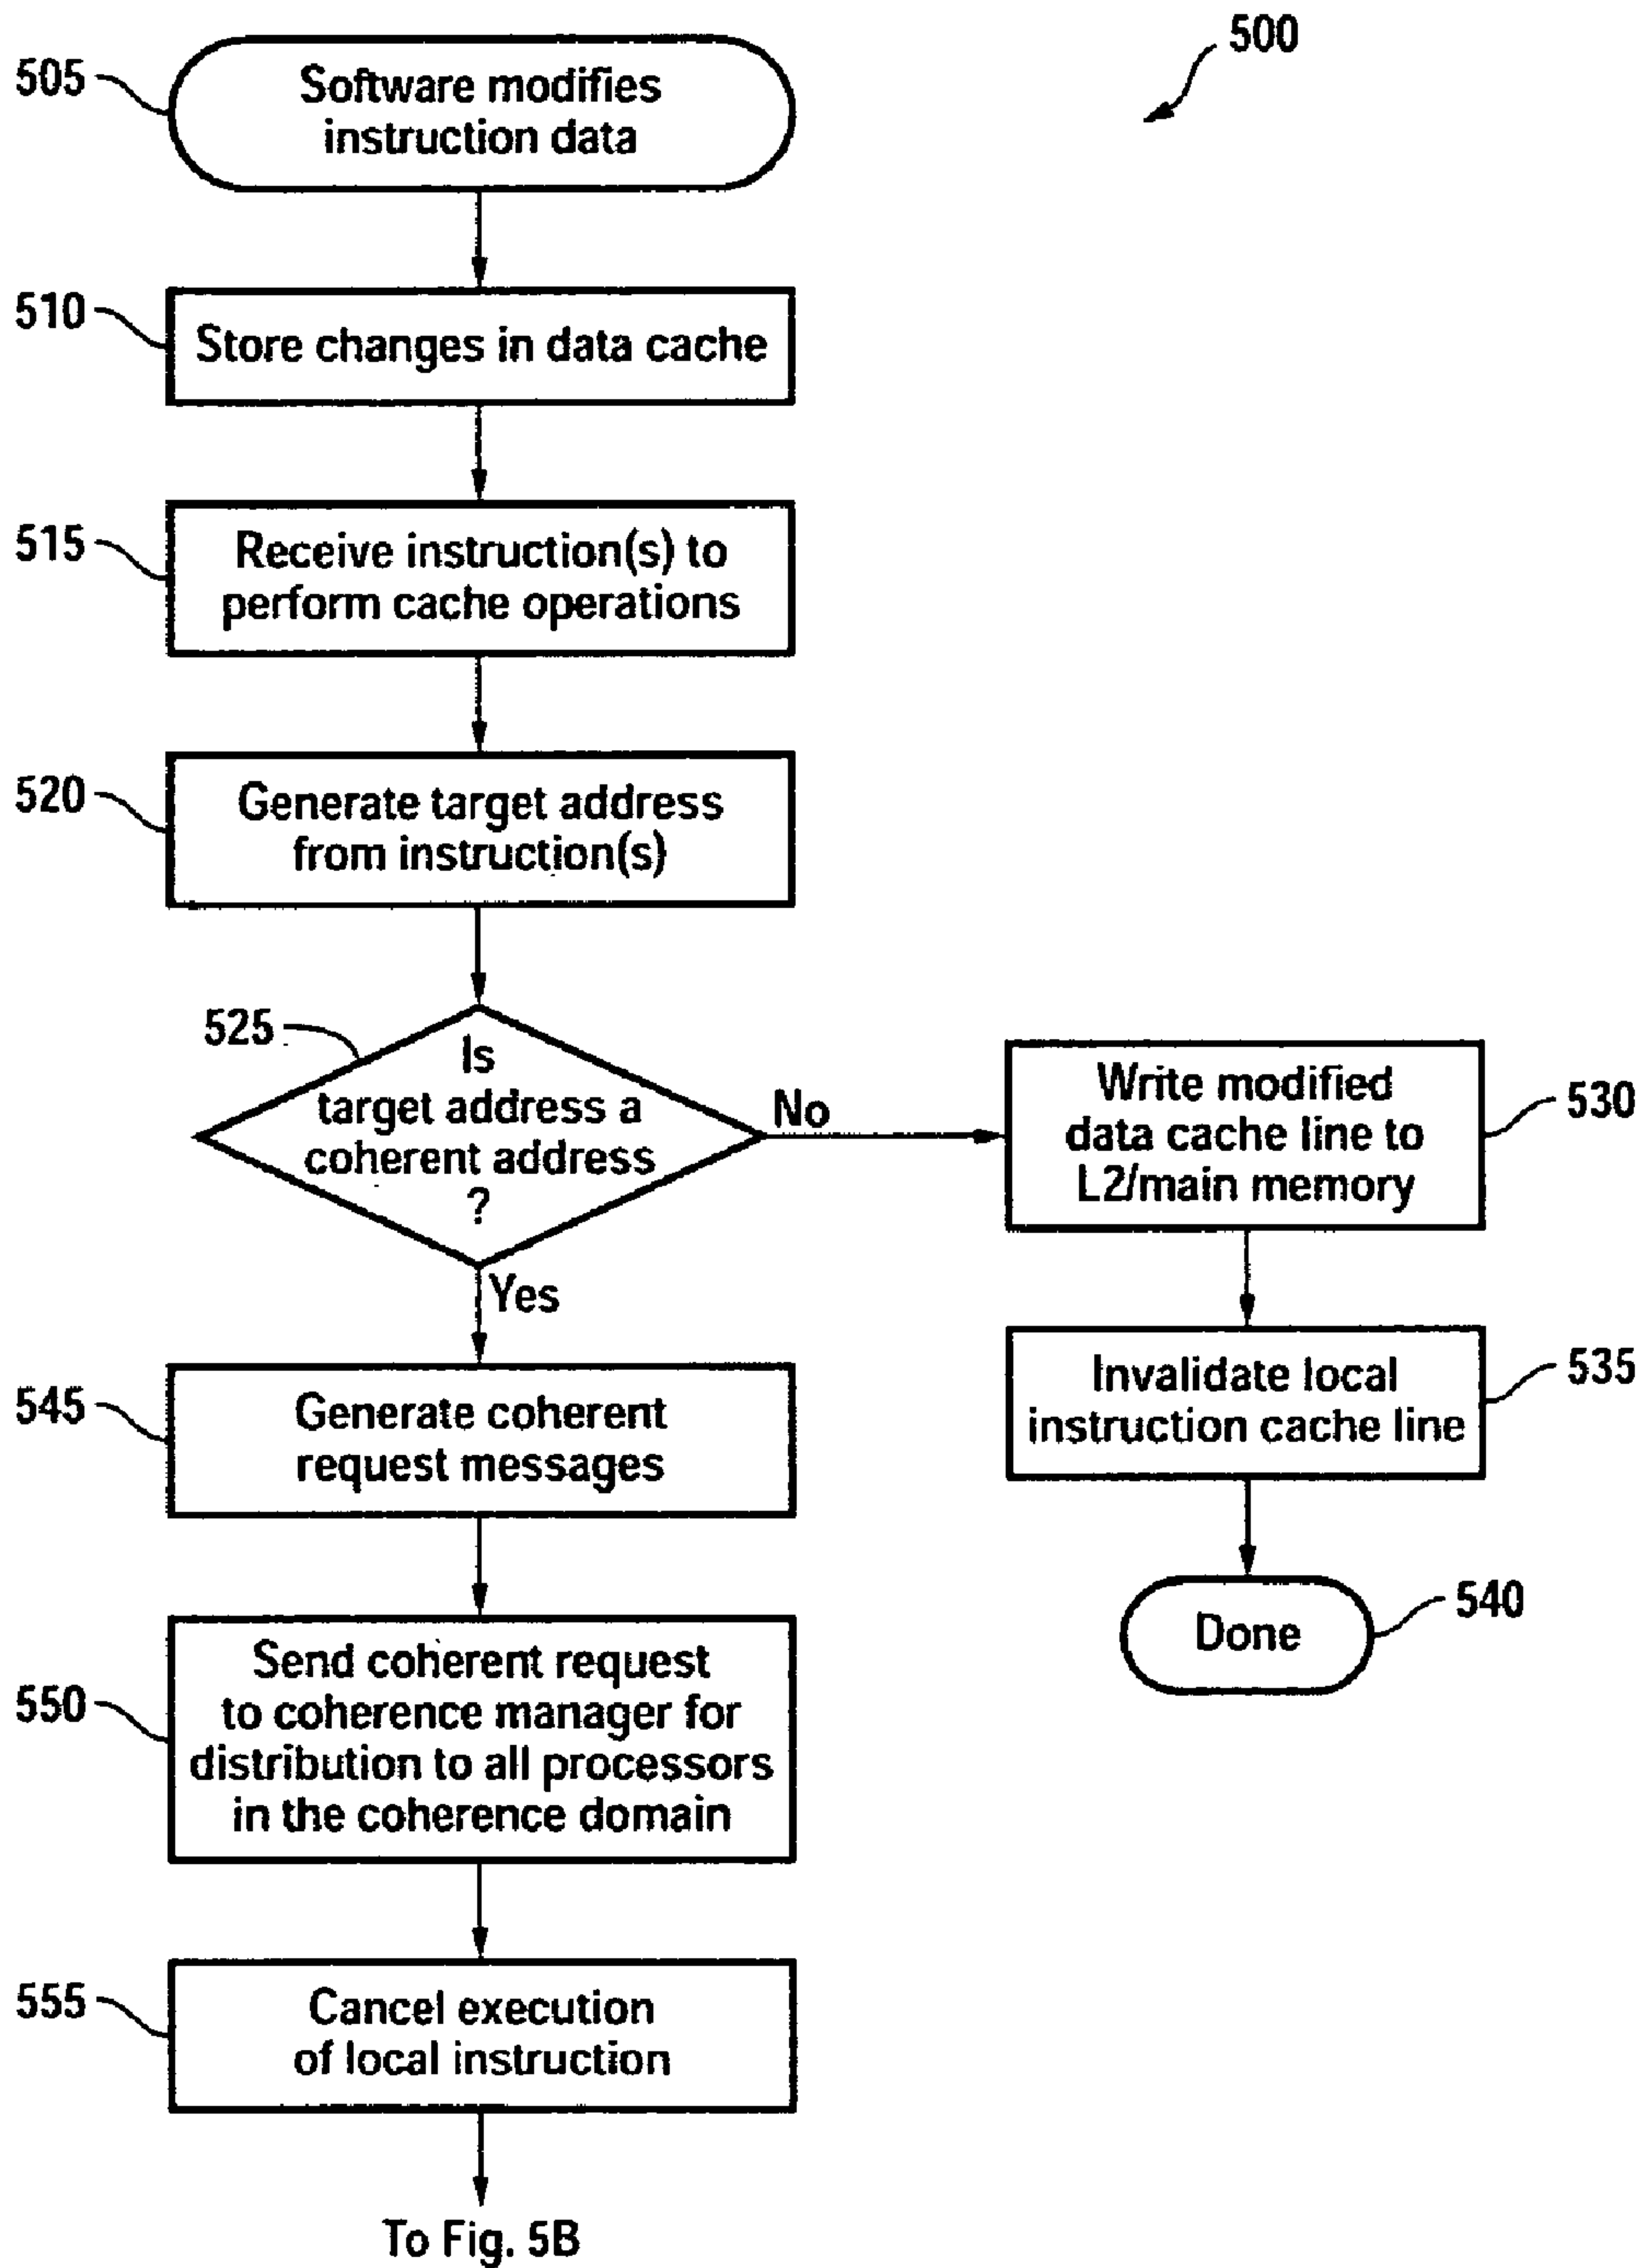 500
505
Software modifies
instruction data
510
Store changes in data cache
515
Receive instruction(s) to
perform cache operations
520
Generate target address
from instruction(s)
525
Is
target address a
coherent address
?
No
Yes
Write modified
data cache line to
L2/main memory
530
Invalidate local
instruction cache line
535
Done
540
545
Generate coherent
request messages
550
Send coherent request
to coherence manager for
distribution to all processors
in the coherence domain
555
Cancel execution
of local instruction
To Fig. 5B